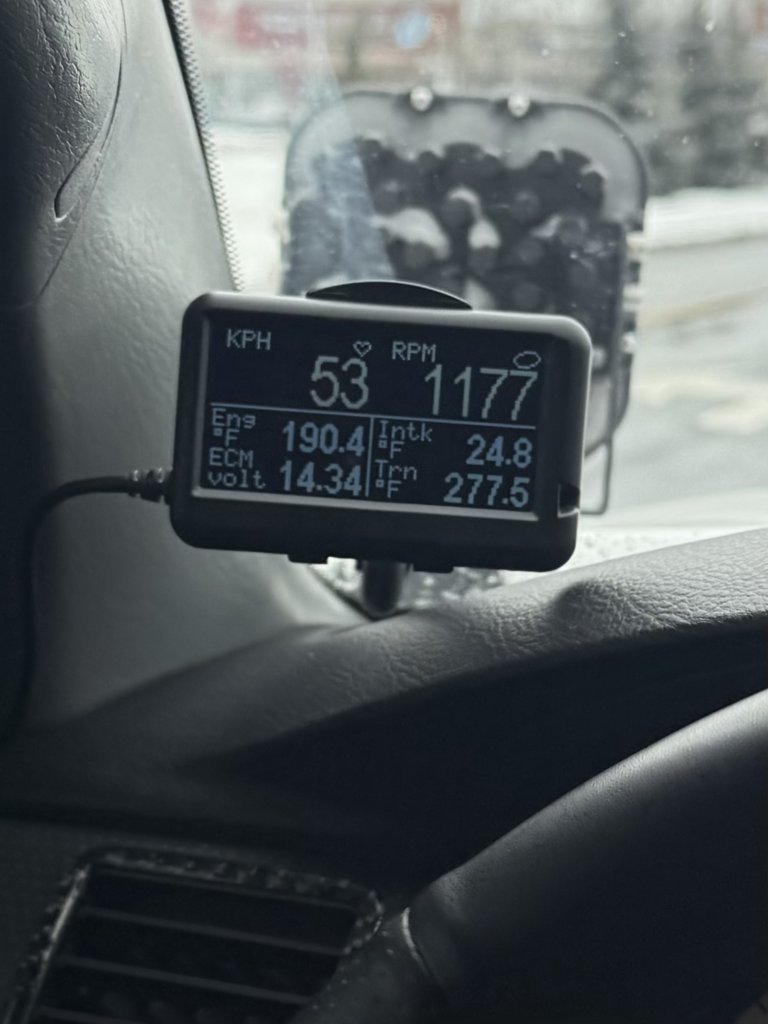 KPH RPM
53 1177
Eng °F 190.4 Intk °F 24.8
ECM volt 14.34 Trn °F 277.5